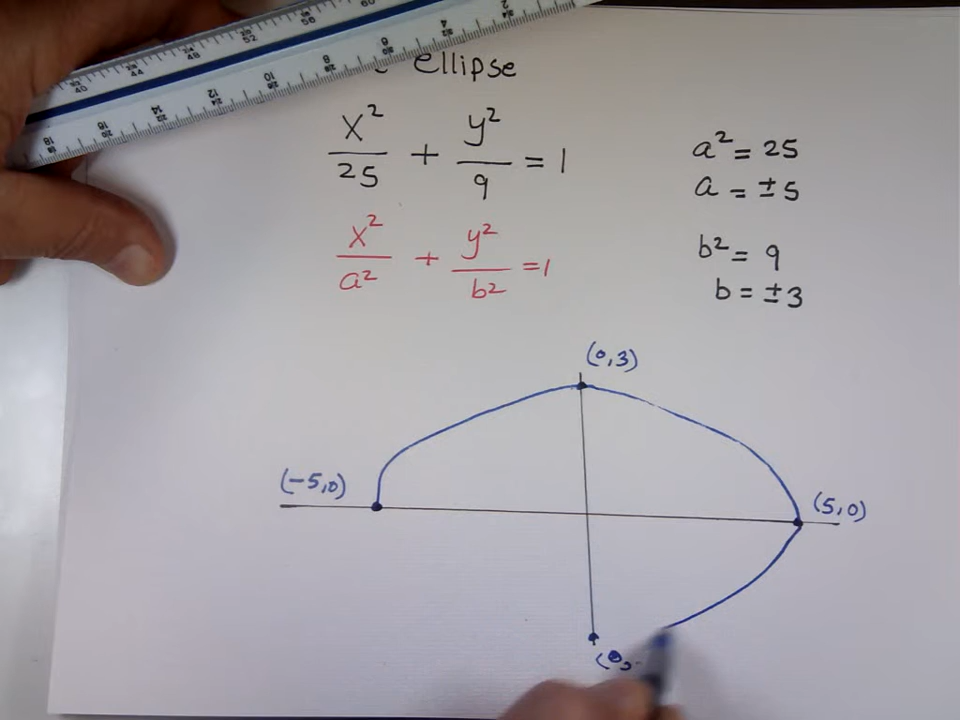 ellipse
x²/25 + y²/9 = 1
a² = 25
a = ±5
x²/a² + y²/b² = 1
b² = 9
b = ±3
(0,3)
(-5,0)
(5,0)
(0,